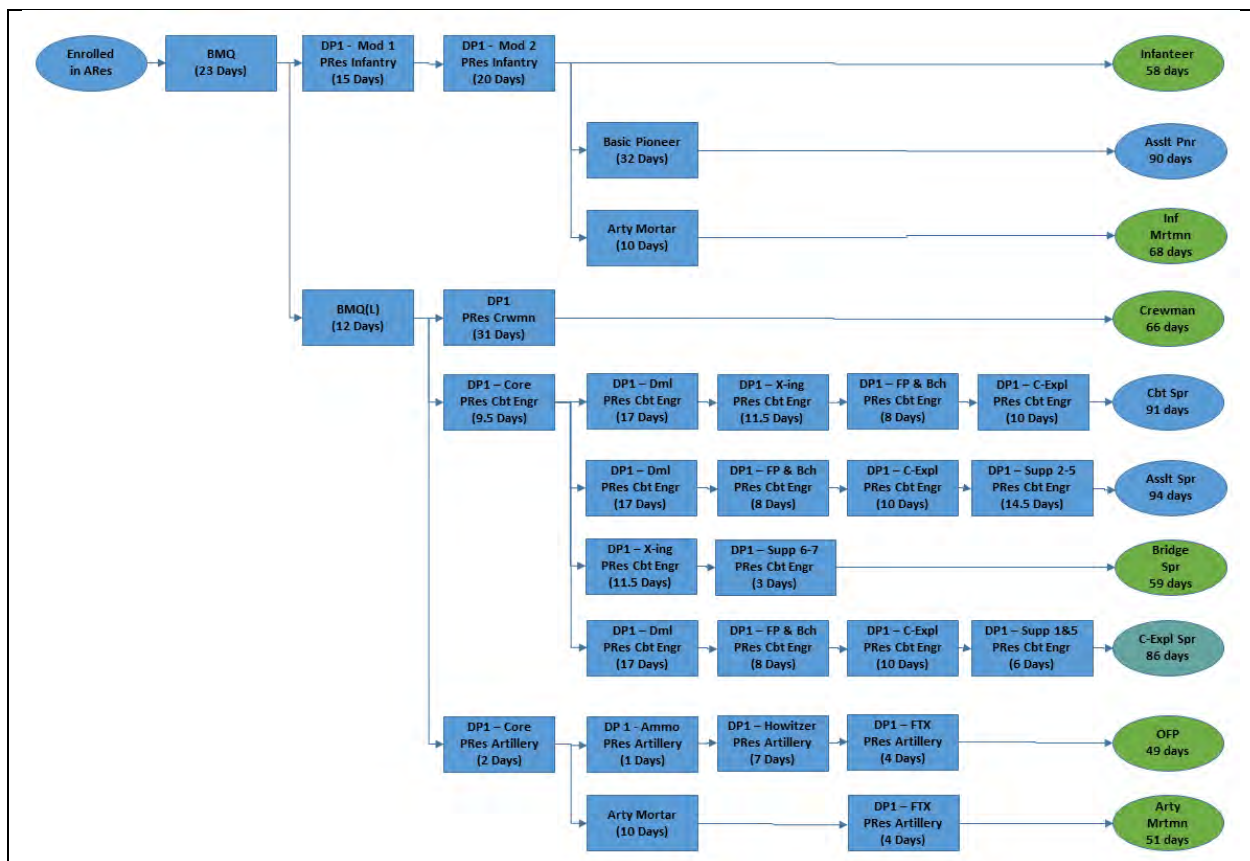 Enrolled
in ARes
BMQ
(23 Days)
DP1 -  Mod 1
PRes Infantry
(15 Days)
DP1 -  Mod 2
PRes Infantry
(20 Days)
Infanteer
58 days
Basic Pioneer
(32 Days)
Asslt Pnr
90 days
Arty Mortar
(10 Days)
Inf
Mrtmn
68 days
BMQ(L)
(12 Days)
DP1
PRes Crwmn
(31 Days)
Crewman
66 days
DP1 – Core
PRes Cbt Engr
(9.5 Days)
DP1 – Dml
PRes Cbt Engr
(17 Days)
DP1 – X-ing
PRes Cbt Engr
(11.5 Days)
DP1 – FP & Bch
PRes Cbt Engr
(8 Days)
DP1 – C-Expl
PRes Cbt Engr
(10 Days)
Cbt Spr
91 days
DP1 – Dml
PRes Cbt Engr
(17 Days)
DP1 – FP & Bch
PRes Cbt Engr
(8 Days)
DP1 – C-Expl
PRes Cbt Engr
(10 Days)
DP1 – Supp 2-5
PRes Cbt Engr
(14.5 Days)
Asslt Spr
94 days
DP1 – X-ing
PRes Cbt Engr
(11.5 Days)
DP1 – Supp 6-7
PRes Cbt Engr
(3 Days)
Bridge
Spr
59 days
DP1 – Dml
PRes Cbt Engr
(17 Days)
DP1 – FP & Bch
PRes Cbt Engr
(8 Days)
DP1 – C-Expl
PRes Cbt Engr
(10 Days)
DP1 – Supp 1&5
PRes Cbt Engr
(6 Days)
C-Expl Spr
86 days
DP1 – Core
PRes Artillery
(2 Days)
DP 1 - Ammo
PRes Artillery
(1 Days)
DP1 – Howitzer
PRes Artillery
(7 Days)
DP1 – FTX
PRes Artillery
(4 Days)
OFP
49 days
Arty Mortar
(10 Days)
DP1 – FTX
PRes Artillery
(4 Days)
Arty
Mrtmn
51 days